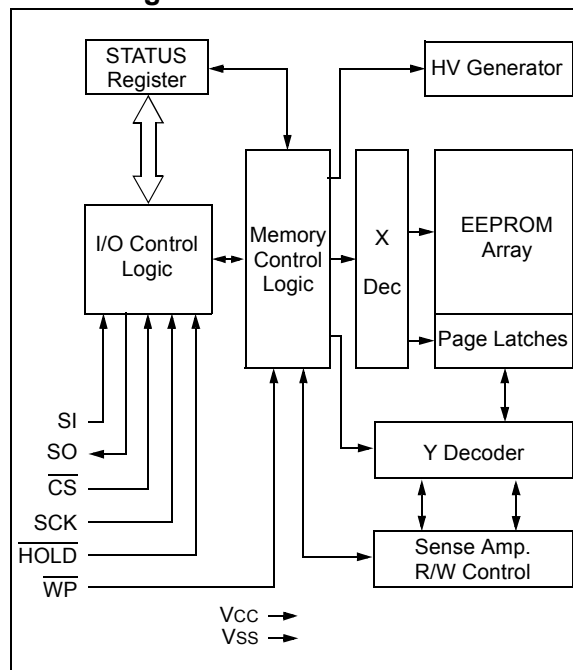 STATUS
Register
HV Generator
I/O Control
Logic
Memory
Control
Logic
X
Dec
EEPROM
Array
Page Latches
SI
SO
CS
SCK
HOLD
WP
Y Decoder
Sense Amp.
R/W Control
VCC
VSS